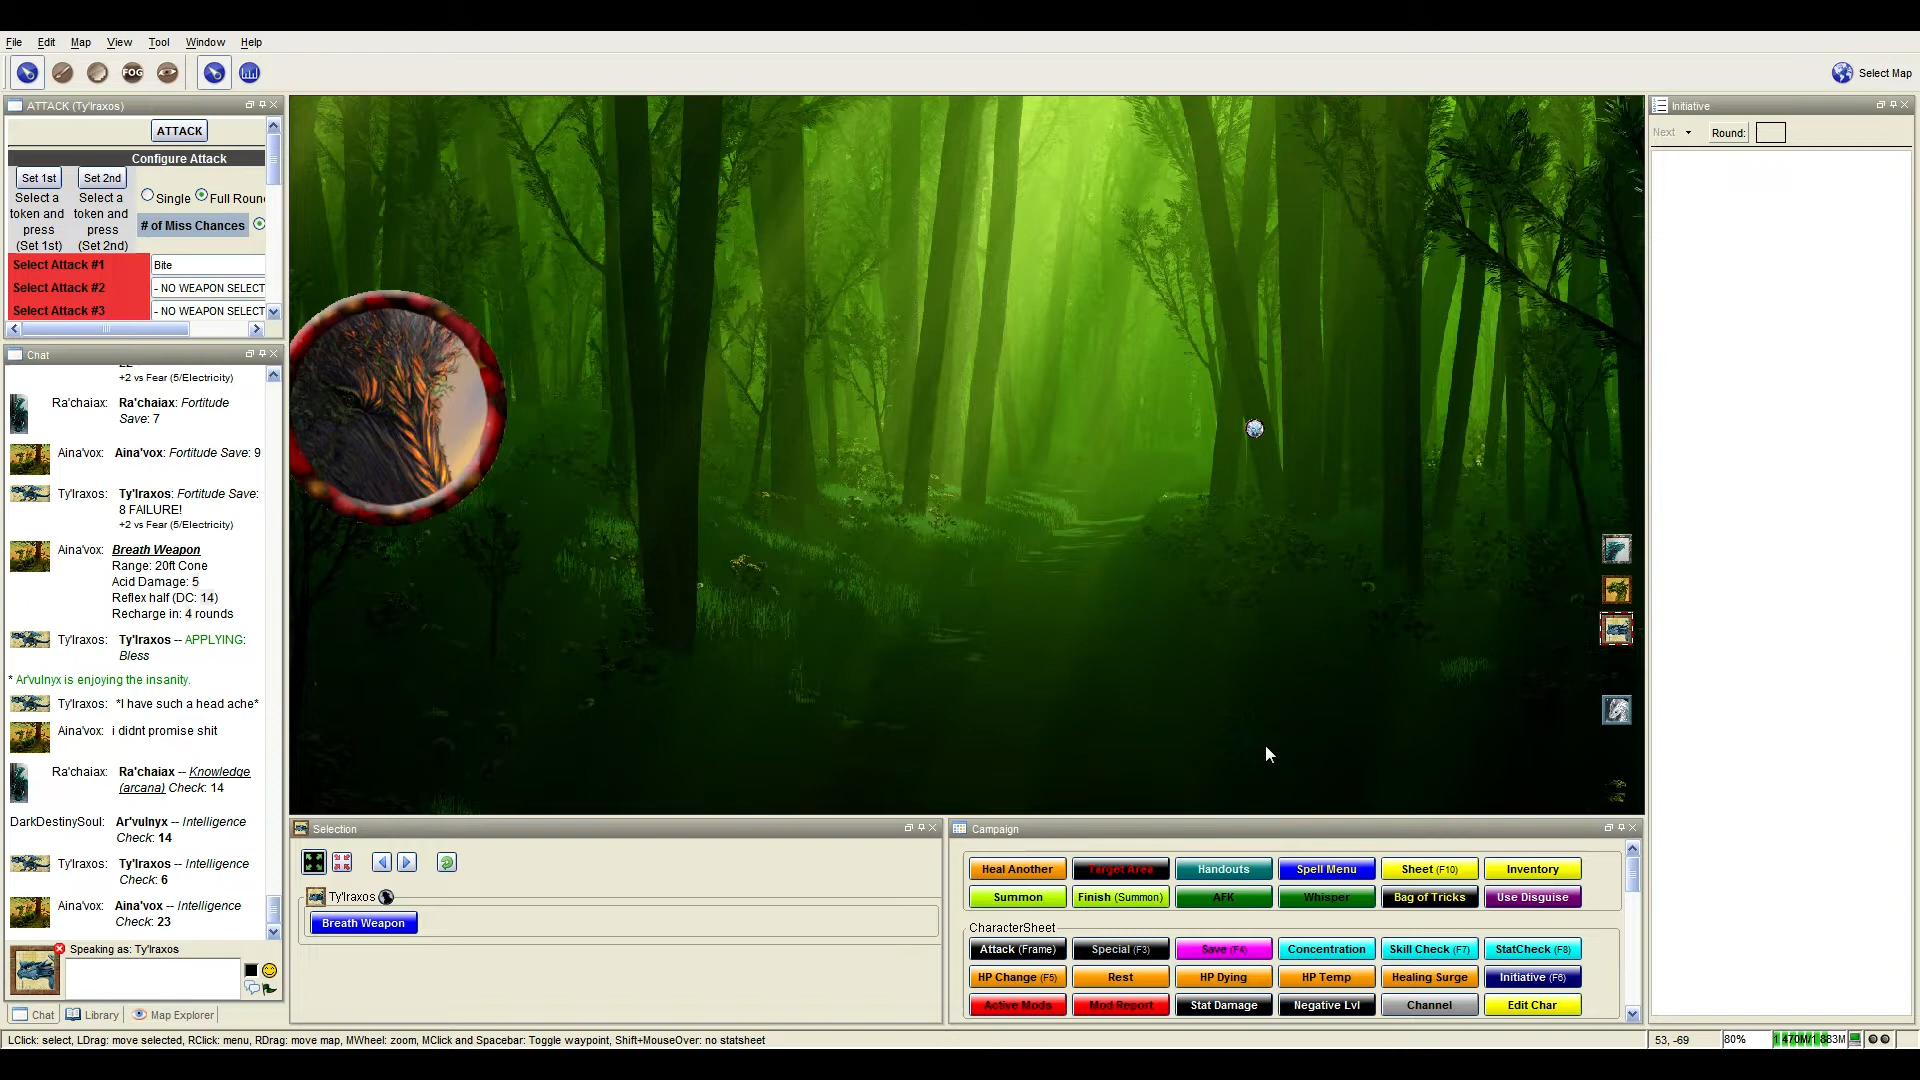 File Edit Map View Tool Window Help
FOG
Select Map
ATTACK (Ty'Iraxos)
ATTACK
Configure Attack
Set 1st Set 2nd
Select a token and press (Set 1st)
Select a token and press (Set 2nd)
Single Full Roun
# of Miss Chances
Select Attack #1 Bite
Select Attack #2 - NO WEAPON SELECT
Select Attack #3 - NO WEAPON SELECT
Initiative
Next Round:
Chat
+2 vs Fear (5/Electricity)
Ra'chaiax: Ra'chaiax: Fortitude
Save: 7
Aina'vox: Aina'vox: Fortitude Save: 9
Ty'Iraxos: Ty'Iraxos: Fortitude Save:
8 FAILURE!
+2 vs Fear (5/Electricity)
Aina'vox: Breath Weapon
Range: 20ft Cone
Acid Damage: 5
Reflex half (DC: 14)
Recharge in: 4 rounds
Ty'Iraxos: Ty'Iraxos -- APPLYING:
Bless
* Ar'vulnyx is enjoying the insanity.
Ty'Iraxos: *I have such a head ache*
Aina'vox: i didnt promise shit
Ra'chaiax: Ra'chaiax -- Knowledge
(arcana) Check: 14
DarkDestinySoul: Ar'vulnyx -- Intelligence
Check: 14
Ty'Iraxos: Ty'Iraxos -- Intelligence
Check: 6
Aina'vox: Aina'vox -- Intelligence
Check: 23
Speaking as: Ty'Iraxos
Chat Library Map Explorer
Selection
Ty'Iraxos
Breath Weapon
Campaign
Heal Another Target Area Handouts Spell Menu Sheet (F10) Inventory
Summon Finish (Summon) AFK Whisper Bag of Tricks Use Disguise
CharacterSheet
Attack (Frame) Special (F3) Save (F4) Concentration Skill Check (F7) StatCheck (F8)
HP Change (F5) Rest HP Dying HP Temp Healing Surge Initiative (F6)
Active Mods Mod Report Stat Damage Negative Lvl Channel Edit Char
LClick: select, LDrag: move selected, RClick: menu, RDrag: move map, MWheel: zoom, MClick and Spacebar: Toggle waypoint, Shift+MouseOver: no statsheet
53, -69 80%